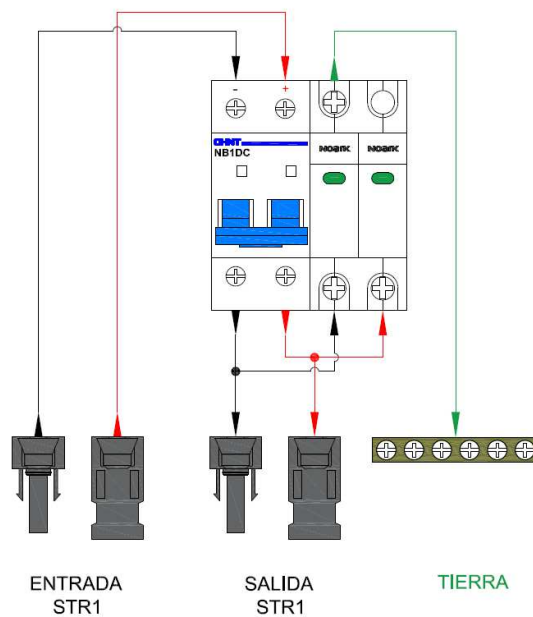 - +
CHNT
NB1DC
NOARK NOARK
ENTRADA
STR1
SALIDA
STR1
TIERRA